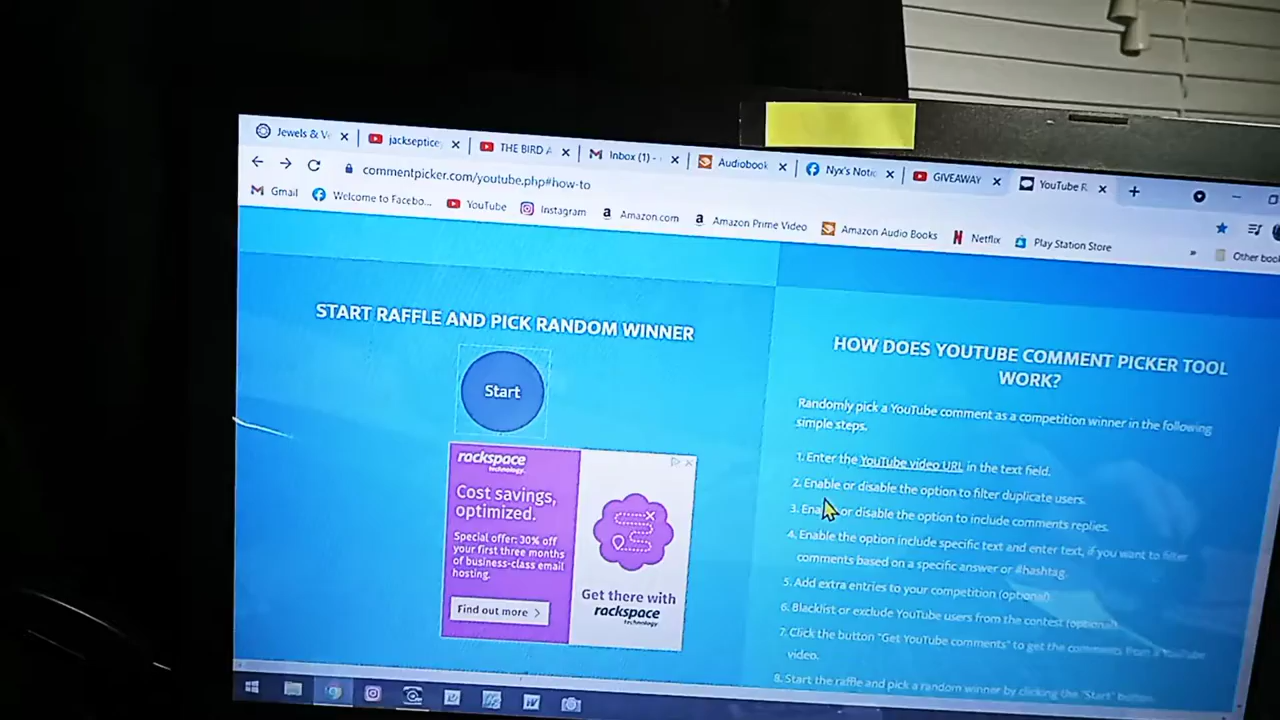 Jewels & V
jackseptice
THE BIRD A
Inbox (1) -
Audiobook
Nyx's Notic
GIVEAWAY
YouTube R
commentpicker.com/youtube.php#how-to
Gmail
Welcome to Facebo...
YouTube
Instagram
Amazon.com
Amazon Prime Video
Amazon Audio Books
Netflix
Play Station Store
»
Other book
START RAFFLE AND PICK RANDOM WINNER
Start
rackspace
technology.
Cost savings,
optimized.
Special offer: 30% off
your first three months
of business-class email
hosting.
Find out more >
Get there with
rackspace
technology.
HOW DOES YOUTUBE COMMENT PICKER TOOL
WORK?
Randomly pick a YouTube comment as a competition winner in the following
simple steps.
1. Enter the YouTube video URL in the text field.
2. Enable or disable the option to filter duplicate users.
3. Ena or disable the option to include comments replies.
4. Enable the option include specific text and enter text, if you want to filter
comments based on a specific answer or #hashtag.
5. Add extra entries to your competition (optional).
6. Blacklist or exclude YouTube users from the contest (optional).
7. Click the button "Get YouTube comments" to get the comments from a YouTube
video.
8. Start the raffle and pick a random winner by clicking the "Start" button.